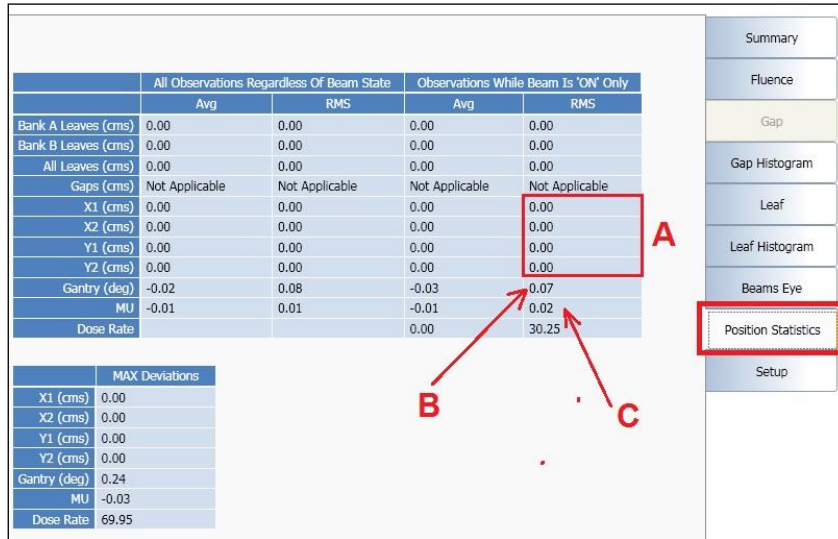 All Observations Regardless Of Beam State Observations While Beam Is 'ON' Only
Avg RMS Avg RMS
Bank A Leaves (cms) 0.00 0.00 0.00 0.00
Bank B Leaves (cms) 0.00 0.00 0.00 0.00
All Leaves (cms) 0.00 0.00 0.00 0.00
Gaps (cms) Not Applicable Not Applicable Not Applicable Not Applicable
X1 (cms) 0.00 0.00 0.00 0.00
X2 (cms) 0.00 0.00 0.00 0.00
Y1 (cms) 0.00 0.00 0.00 0.00
Y2 (cms) 0.00 0.00 0.00 0.00
Gantry (deg) -0.02 0.08 -0.03 0.07
MU -0.01 0.01 -0.01 0.02
Dose Rate 0.00 30.25
A
B
C
MAX Deviations
X1 (cms) 0.00
X2 (cms) 0.00
Y1 (cms) 0.00
Y2 (cms) 0.00
Gantry (deg) 0.24
MU -0.03
Dose Rate 69.95
Summary
Fluence
Gap
Gap Histogram
Leaf
Leaf Histogram
Beams Eye
Position Statistics
Setup